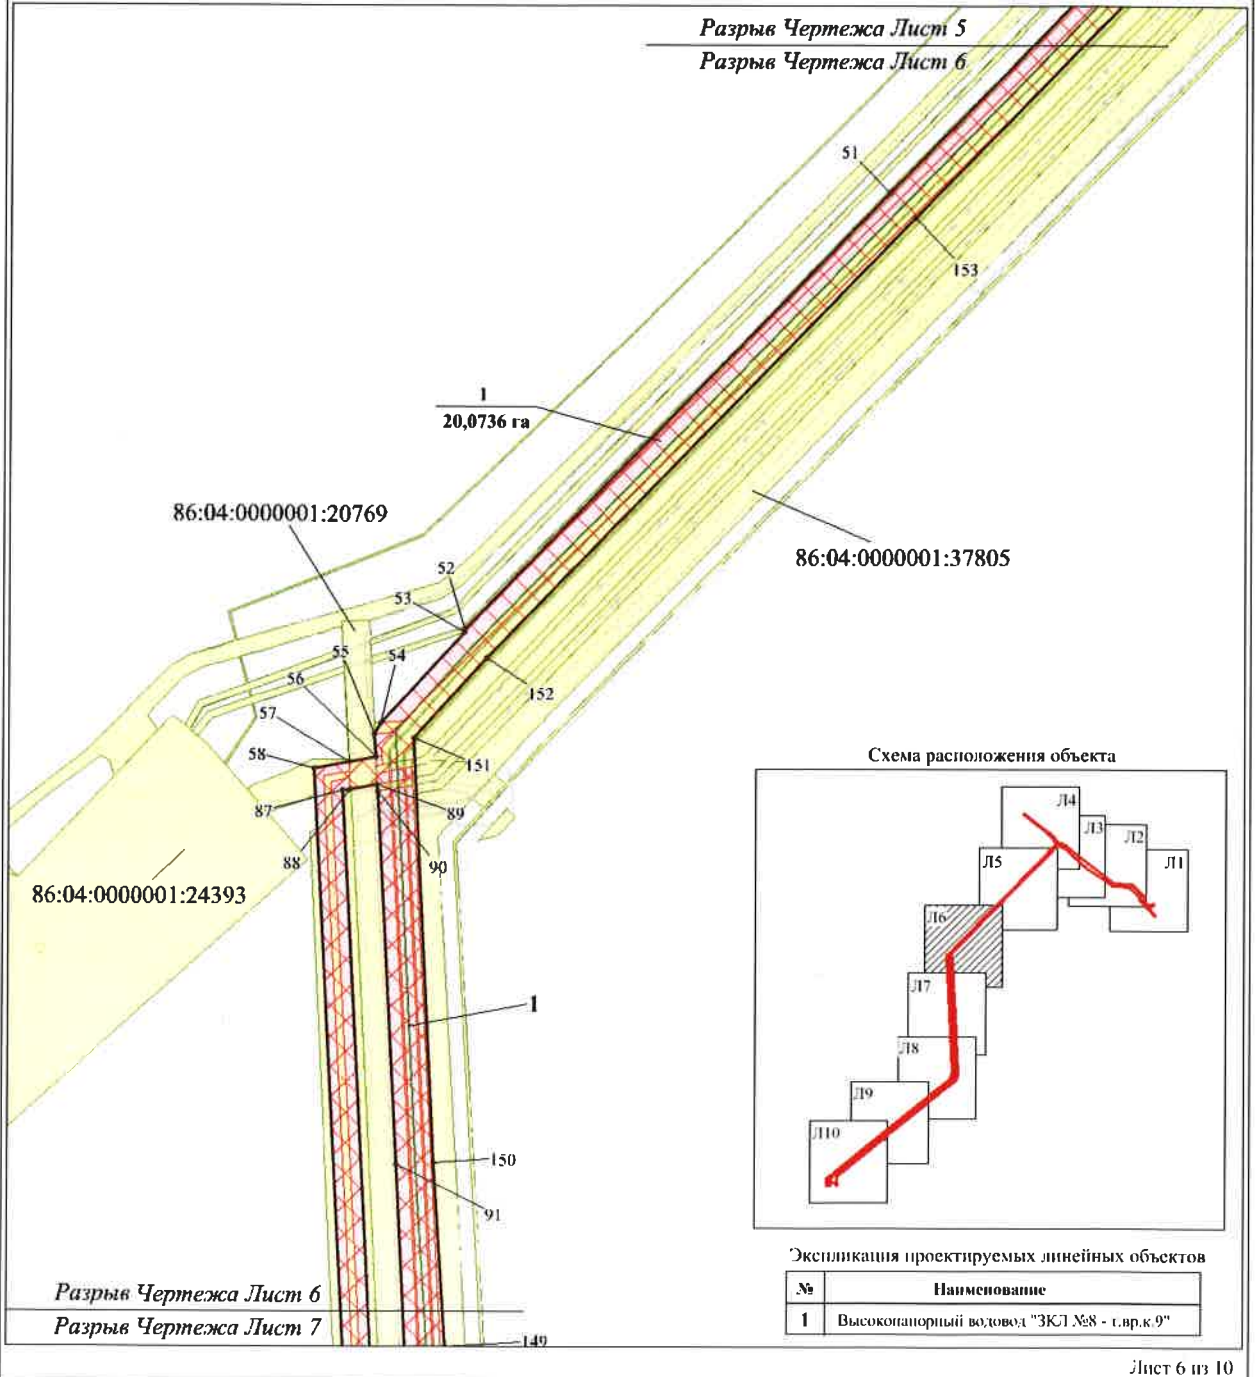 Разрыв Чертежа Лист 5
Разрыв Чертежа Лист 6
51
153
1
20,0736 га
86:04:0000001:20769
86:04:0000001:37805
52
53
55
54
56
152
57
58
151
87
89
88
90
86:04:0000001:24393
1
150
91
149
Разрыв Чертежа Лист 6
Разрыв Чертежа Лист 7
Схема расположения объекта
Л4
Л3
Л2
Л1
Л5
Л6
Л7
Л8
Л9
Л10
Экспликация проектируемых линейных объектов
№ Наименование
1 Высоконапорный водовод "ЗКЛ №8 - т.вр.к.9"
Лист 6 из 10